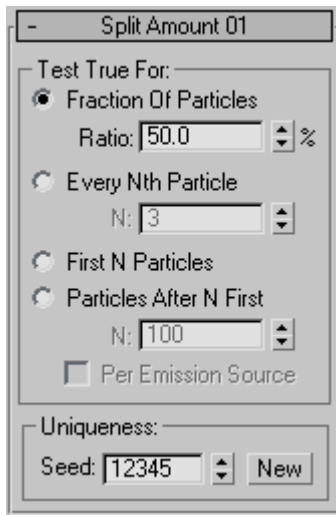 - Split Amount 01
Test True For:
Fraction Of Particles
Ratio: 50.0 %
Every Nth Particle
N: 3
First N Particles
Particles After N First
N: 100
Per Emission Source
Uniqueness:
Seed: 12345 New